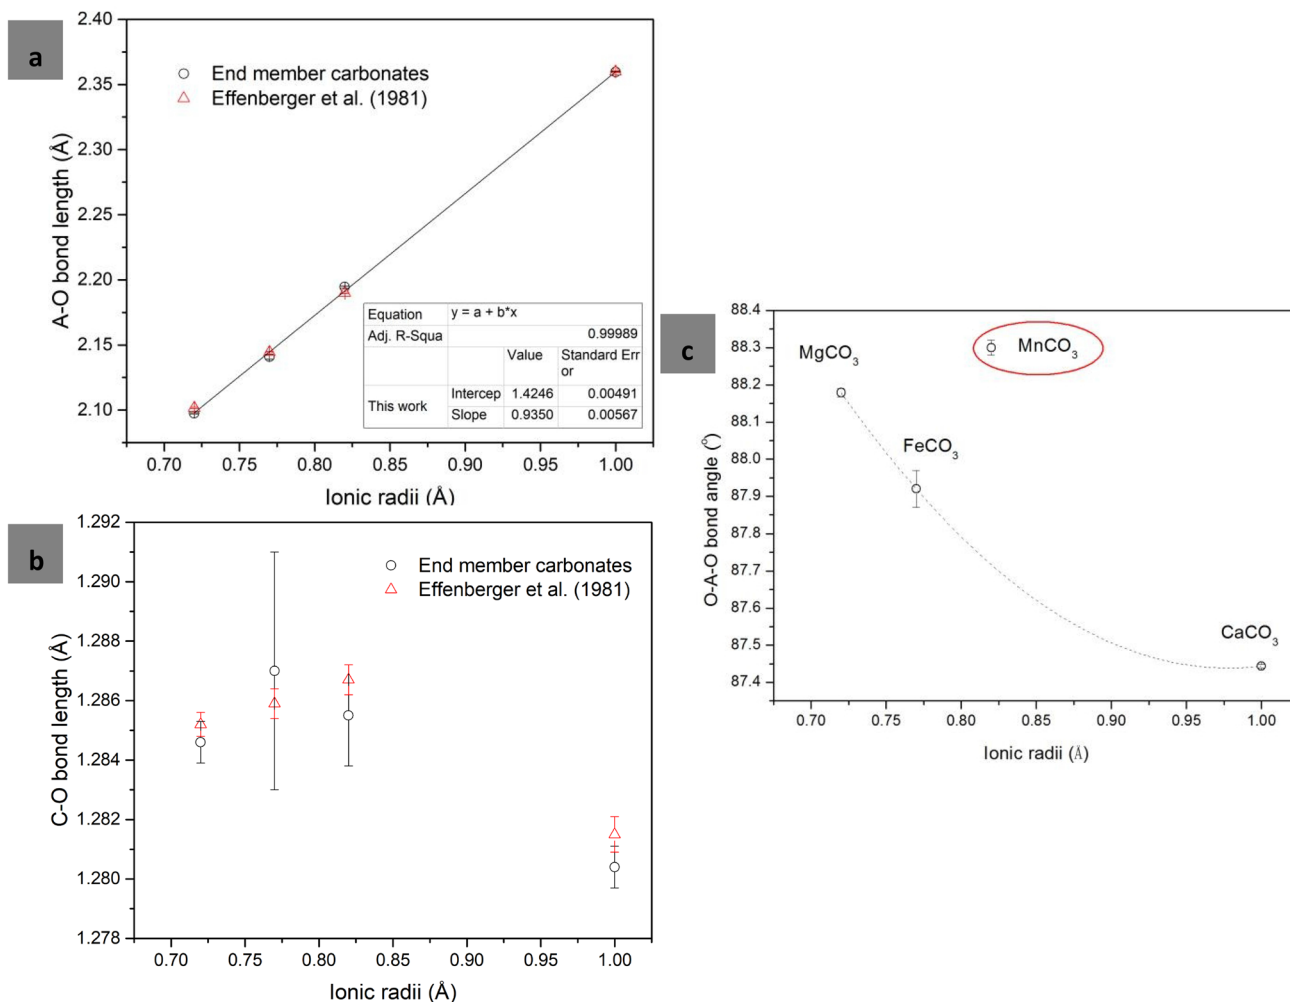 a
2.40
2.35
2.30
2.25
2.20
2.15
2.10
A-O bond length (Å)
End member carbonates
Effenberger et al. (1981)
Equation y = a + b*x
Adj. R-Squa 0.99989
Value Standard Err
or
This work
Intercep 1.4246 0.00491
Slope 0.9350 0.00567
0.70 0.75 0.80 0.85 0.90 0.95 1.00
Ionic radii (Å)
b
1.292
1.290
1.288
1.286
1.284
1.282
1.280
1.278
C-O bond length (Å)
End member carbonates
Effenberger et al. (1981)
0.70 0.75 0.80 0.85 0.90 0.95 1.00
Ionic radii (Å)
c
88.4
88.3
88.2
88.1
88.0
87.9
87.8
87.7
87.6
87.5
87.4
O-A-O bond angle (°)
MgCO₃
MnCO₃
FeCO₃
CaCO₃
0.70 0.75 0.80 0.85 0.90 0.95 1.00
Ionic radii (Å)